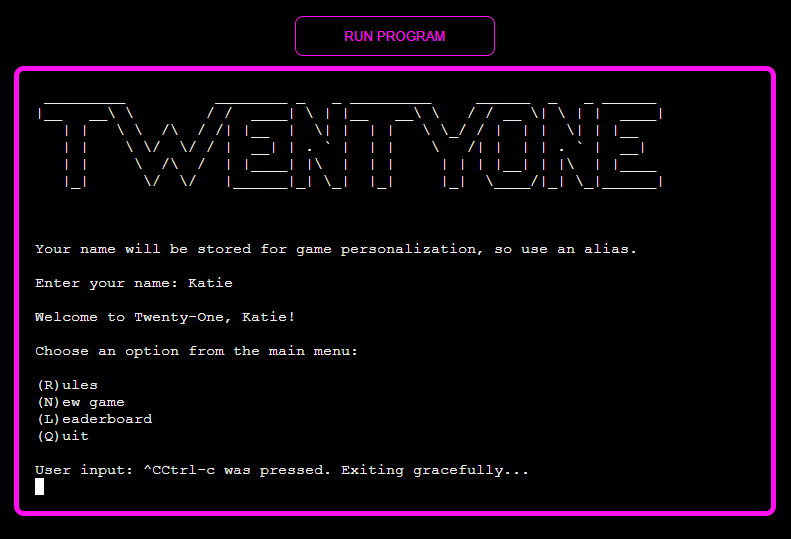 RUN PROGRAM
TWENTYONE
Your name will be stored for game personalization, so use an alias.
Enter your name: Katie
Welcome to Twenty-One, Katie!
Choose an option from the main menu:
(R)ules
(N)ew game
(L)eaderboard
(Q)uit
User input: ^CCtrl-c was pressed. Exiting gracefully...